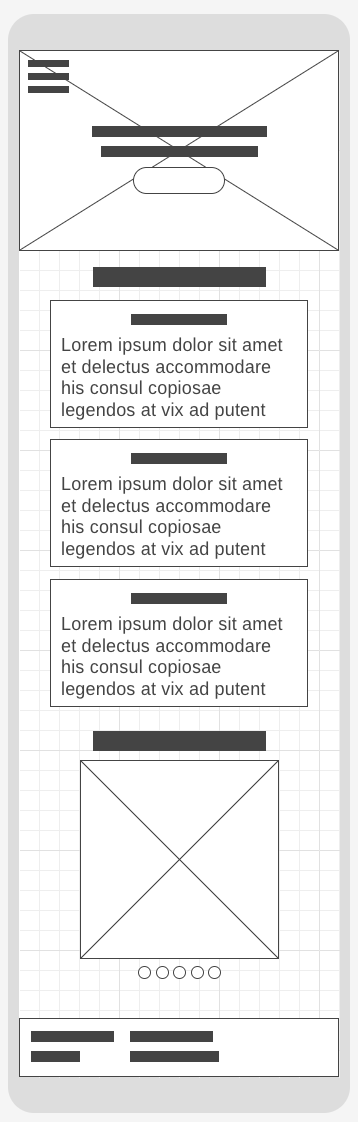 Lorem ipsum dolor sit amet
et delectus accommodare
his consul copiosae
legendos at vix ad putent
Lorem ipsum dolor sit amet
et delectus accommodare
his consul copiosae
legendos at vix ad putent
Lorem ipsum dolor sit amet
et delectus accommodare
his consul copiosae
legendos at vix ad putent